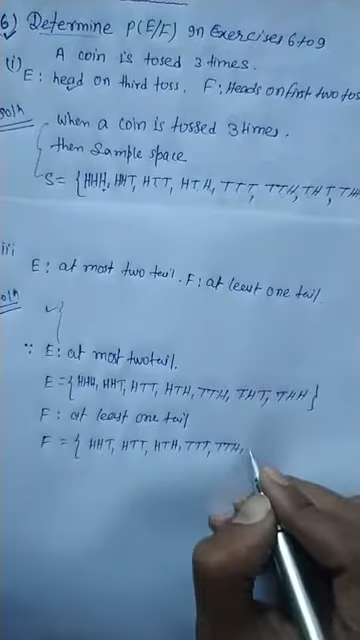 6) Determine P(E/F) in Exercises 6 to 9
A coin is tosed 3 times.
(i) E: head on third toss. F: Heads on first two tos
soln
when a coin is tossed 3 times.
then Sample space
S= {HHH, HHT, HTT, HTH, TTT, TTH, THT, TH
iii
E: at most two tail. F: at least one tail
soln
∵ E: at most two tail.
E = {HHH, HHT, HTT, HTH, TTH, THT, THH}
F: at least one tail
F = { HHT, HTT, HTH, TTT, TTH,